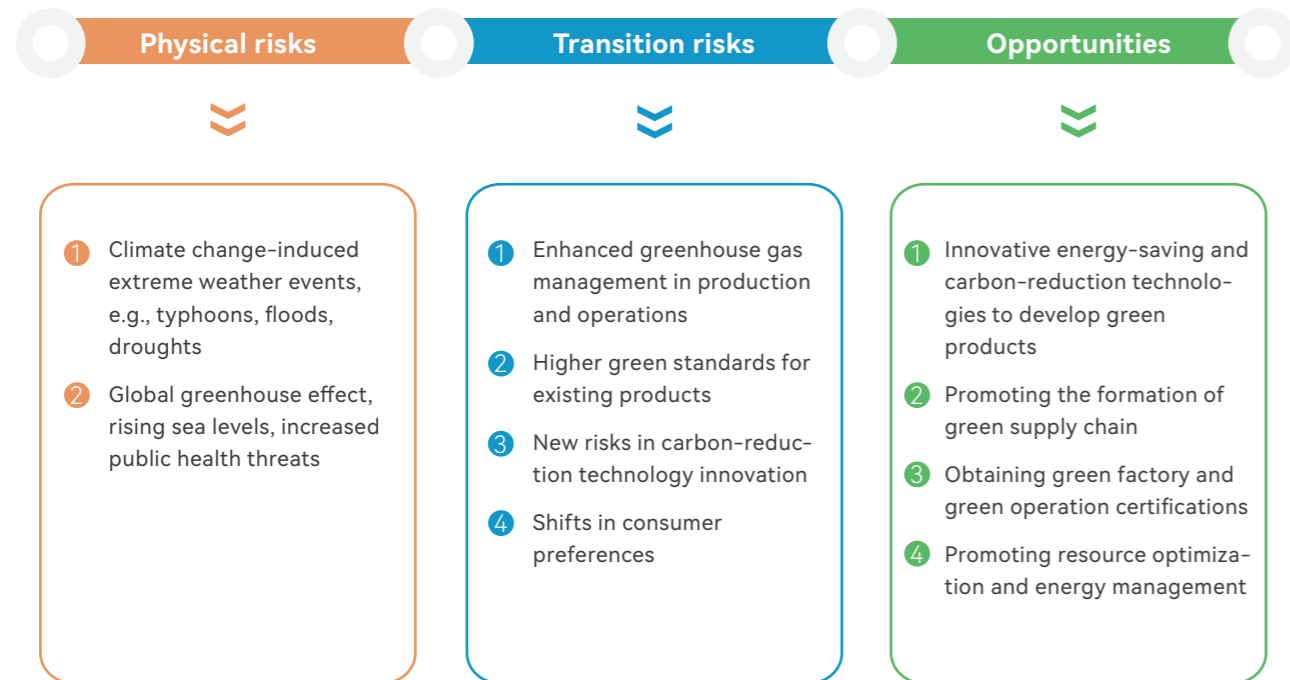 Physical risks
Transition risks
Opportunities
1 Climate change-induced
extreme weather events,
e.g., typhoons, floods,
droughts
2 Global greenhouse effect,
rising sea levels, increased
public health threats
1 Enhanced greenhouse gas
management in production
and operations
2 Higher green standards for
existing products
3 New risks in carbon-reduc-
tion technology innovation
4 Shifts in consumer
preferences
1 Innovative energy-saving and
carbon-reduction technolo-
gies to develop green
products
2 Promoting the formation of
green supply chain
3 Obtaining green factory and
green operation certifications
4 Promoting resource optimiza-
tion and energy management